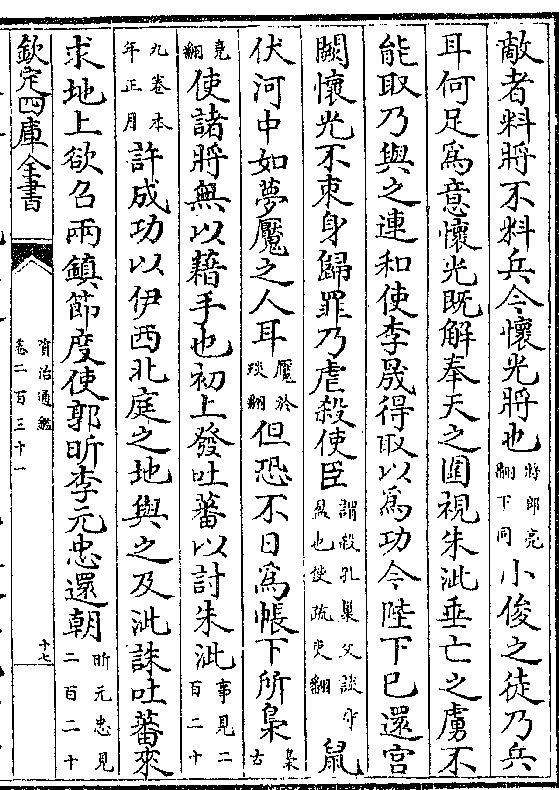 敵者料將不料兵今懷光將也將即亮翻下同小俊之徒乃兵
耳何足為意懷光既解奉天之圍視朱泚垂亡之虜不
能取乃與之連和使李晟得取以為功今陛下已還宮
闕懷光不束身歸罪乃虐殺使臣謂殺孔巢父談守盈也使疏吏翻鼠
伏河中如夢魘之人耳魘於琰翻但恐不日為帳下所梟梟古
堯翻使諸將無以藉手也初上發吐蕃以討朱泚事見二百二十
九卷本年正月許成功以伊西北庭之地與之及泚誅吐蕃來
求地上欲召兩鎮節度使郭昕李元忠還朝昕元忠見二百二十
欽定四庫全書
資治通鑑
卷二百三十一
十七